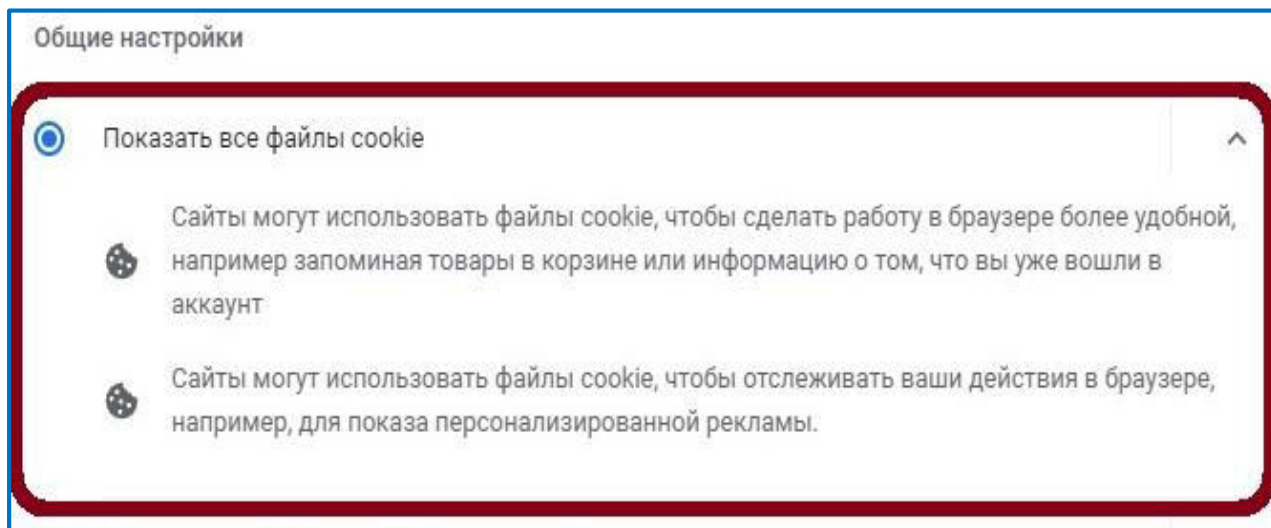 Общие настройки
Показать все файлы cookie
Сайты могут использовать файлы cookie, чтобы сделать работу в браузере более удобной,
например запоминая товары в корзине или информацию о том, что вы уже вошли в
аккаунт
Сайты могут использовать файлы cookie, чтобы отслеживать ваши действия в браузере,
например, для показа персонализированной рекламы.